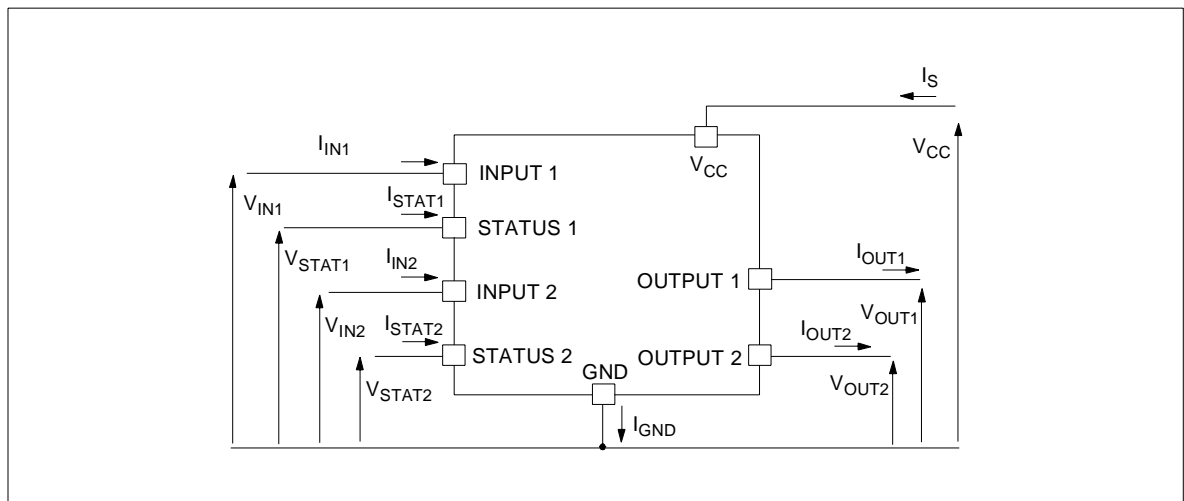 I_S
V_CC
V_CC
I_IN1
INPUT 1
V_IN1
I_STAT1
STATUS 1
V_STAT1
I_IN2
INPUT 2
V_IN2
I_STAT2
STATUS 2
V_STAT2
OUTPUT 1
I_OUT1
V_OUT1
I_OUT2
OUTPUT 2
V_OUT2
GND
I_GND